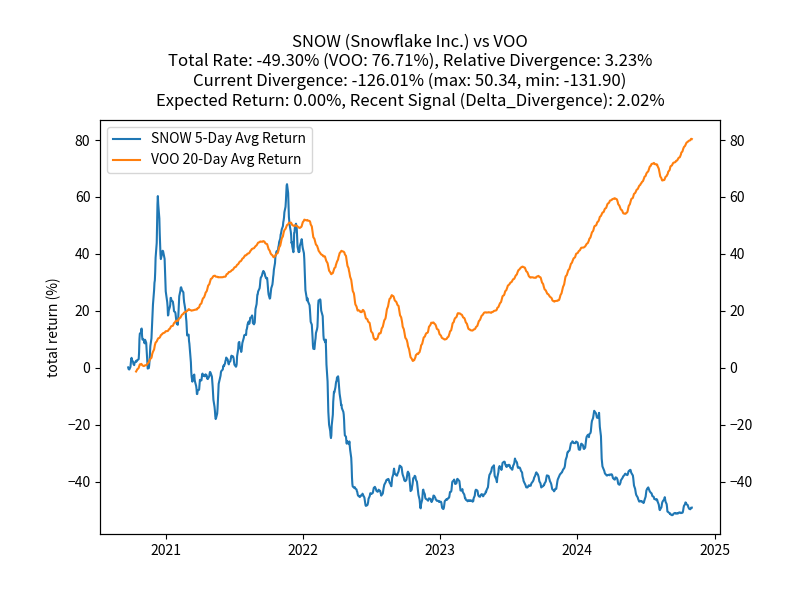 SNOW (Snowflake Inc.) vs VOO
Total Rate: -49.30% (VOO: 76.71%), Relative Divergence: 3.23%
Current Divergence: -126.01% (max: 50.34, min: -131.90)
Expected Return: 0.00%, Recent Signal (Delta_Divergence): 2.02%
SNOW 5-Day Avg Return
VOO 20-Day Avg Return
total return (%)
80
60
40
20
0
−20
−40
80
60
40
20
0
−20
−40
2021
2022
2023
2024
2025